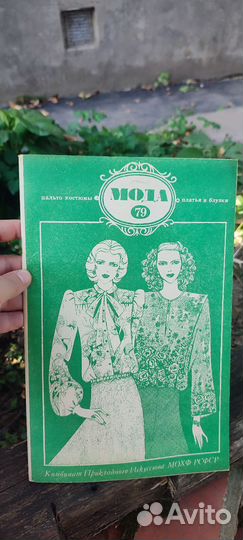 пальто костюмы
МОДА
79
платья и блузки
Комбинат Прикладного Искусства МОХФ РСФСР
Avito